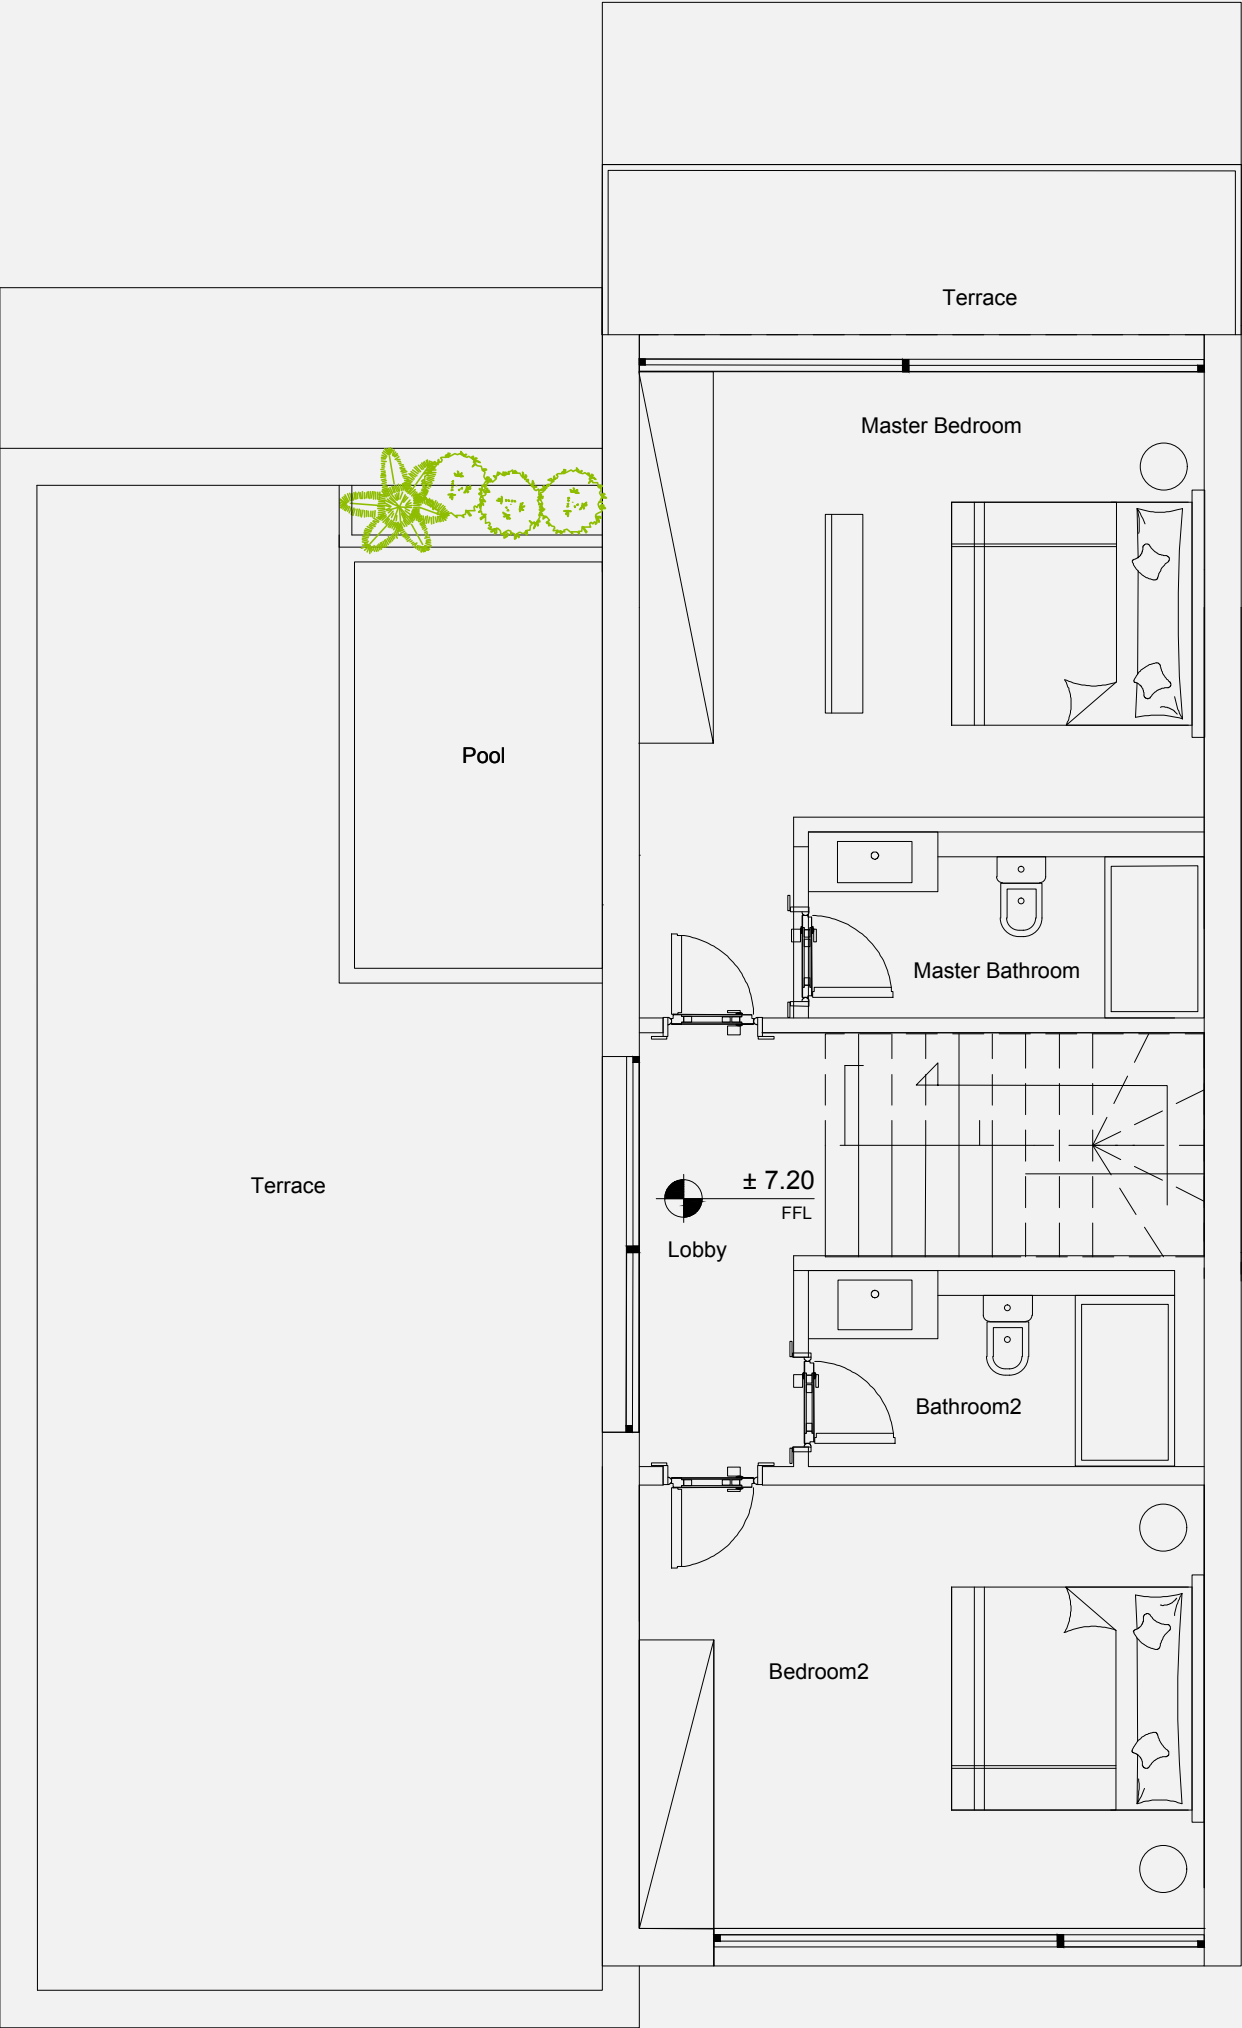 Terrace
Master Bedroom
Pool
Master Bathroom
Terrace
± 7.20
FFL
Lobby
Bathroom2
Bedroom2